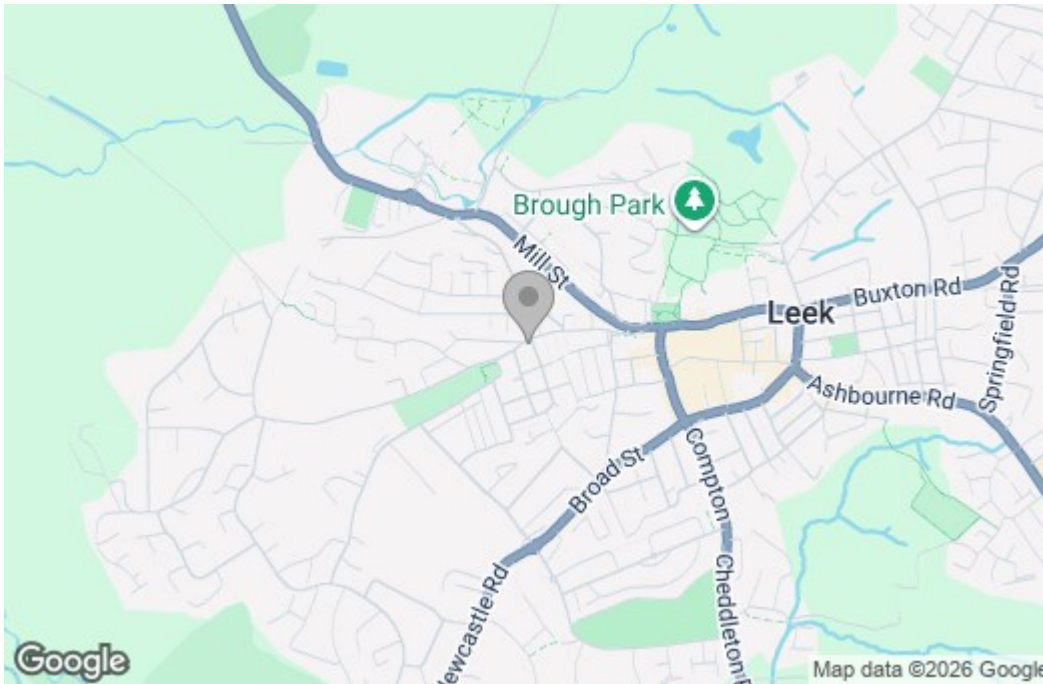 Brough Park
Mill St
Leek
Buxton Rd
Springfield Rd
Ashbourne Rd
Broad St
Compton
Newcastle Rd
Google
Map data ©2026 Google